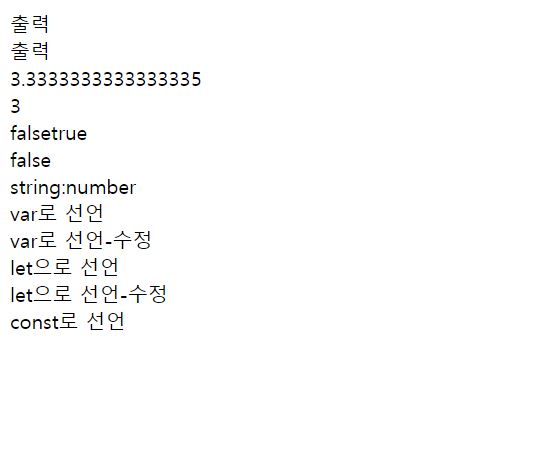 출력
출력
3.3333333333333335
3
falsetrue
false
string:number
var로 선언
var로 선언-수정
let으로 선언
let으로 선언-수정
const로 선언